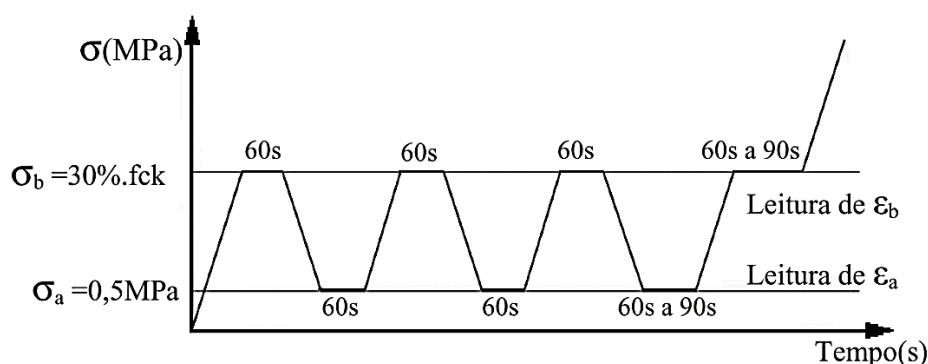 σ(MPa)
60s
60s
60s
60s a 90s
σb =30%.fck
Leitura de εb
σa =0,5MPa
Leitura de εa
60s
60s
60s a 90s
Tempo(s)